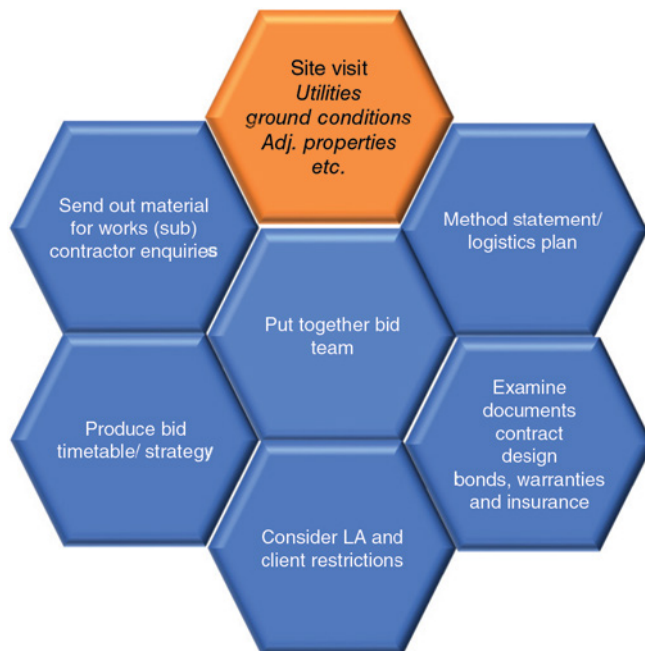 Site visit
Utilities
ground conditions
Adj. properties
etc.
Send out material
for works (sub)
contractor enquiries
Method statement/
logistics plan
Put together bid
team
Produce bid
timetable/ strategy
Examine
documents
contract
design
bonds, warranties
and insurance
Consider LA and
client restrictions